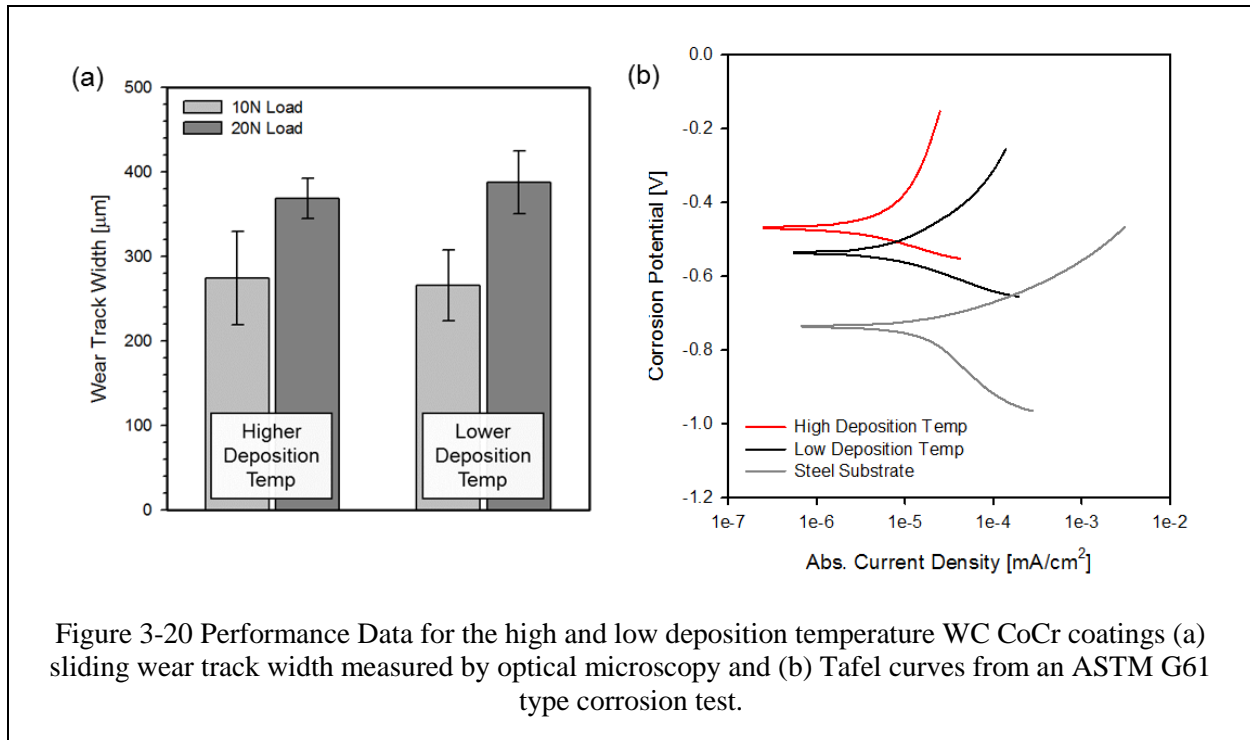 (a)
500
400
300
200
100
0
Wear Track Width [μm]
10N Load
20N Load
Higher
Deposition
Temp
Lower
Deposition
Temp
(b)
0.0
-0.2
-0.4
-0.6
-0.8
-1.0
-1.2
Corrosion Potential [V]
High Deposition Temp
Low Deposition Temp
Steel Substrate
1e-7 1e-6 1e-5 1e-4 1e-3 1e-2
Abs. Current Density [mA/cm²]
Figure 3-20 Performance Data for the high and low deposition temperature WC CoCr coatings (a)
sliding wear track width measured by optical microscopy and (b) Tafel curves from an ASTM G61
type corrosion test.